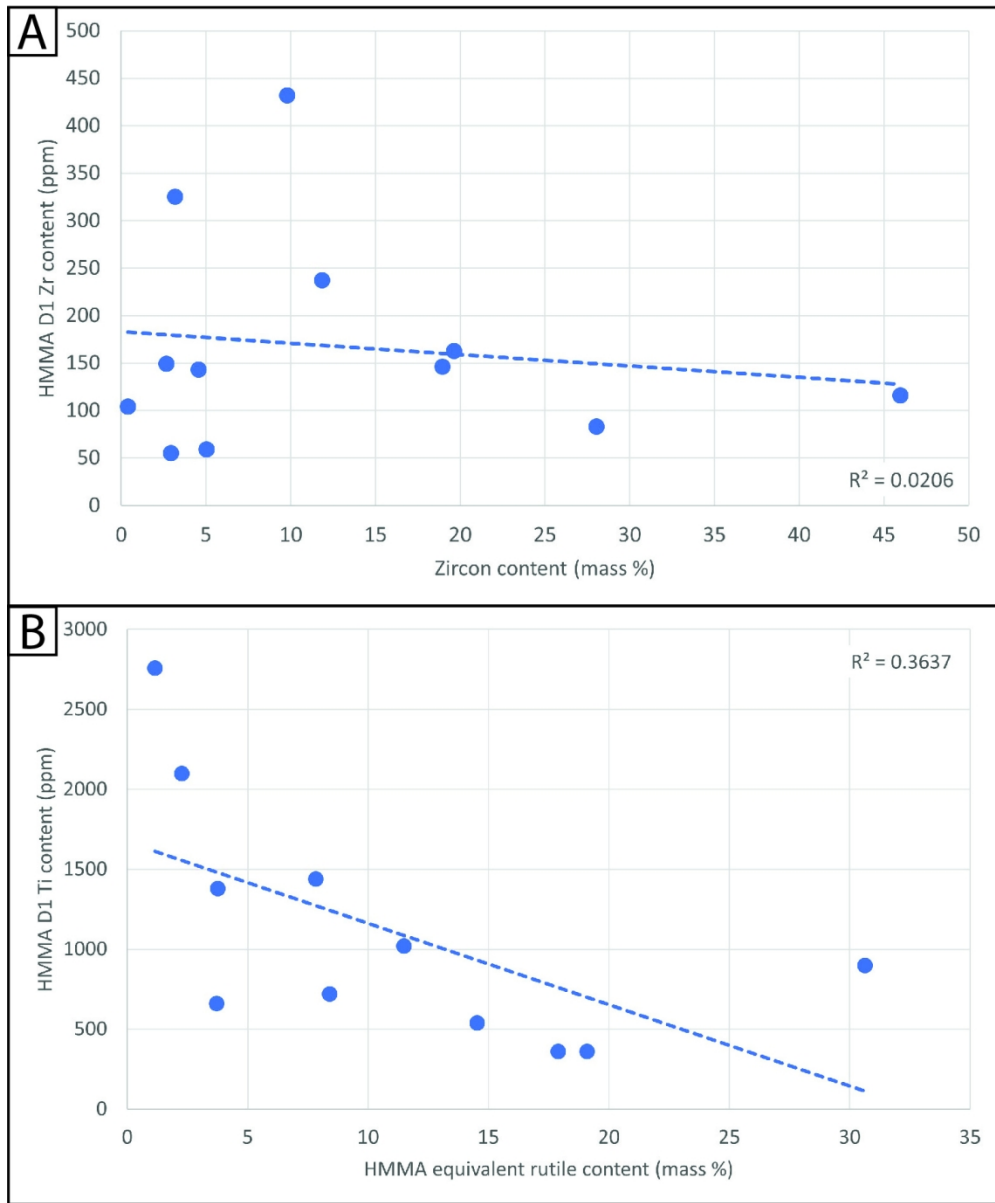 A
500
450
400
350
300
250
200
150
100
50
0
HMMA D1 Zr content (ppm)
R² = 0.0206
0 5 10 15 20 25 30 35 40 45 50
Zircon content (mass %)
B
3000
2500
2000
1500
1000
500
0
HMMA D1 Ti content (ppm)
R² = 0.3637
0 5 10 15 20 25 30 35
HMMA equivalent rutile content (mass %)